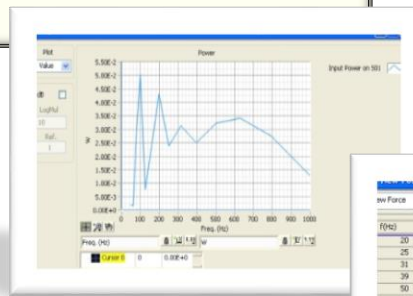 Plot
Power
Value
Input Power on S01
dB
LogMul
10
Ref.
1
W
5.50E-2
5.00E-2
4.50E-2
4.00E-2
3.50E-2
3.00E-2
2.50E-2
2.00E-2
1.50E-2
1.00E-2
5.00E-3
0.00E+0
0 100 200 300 400 500 600 700 800 900 1000
Freq. (Hz)
Freq. (Hz)
W
Cursor 0 0 0.00E+0
ew Force
f(Hz)
20
25
31
39
50